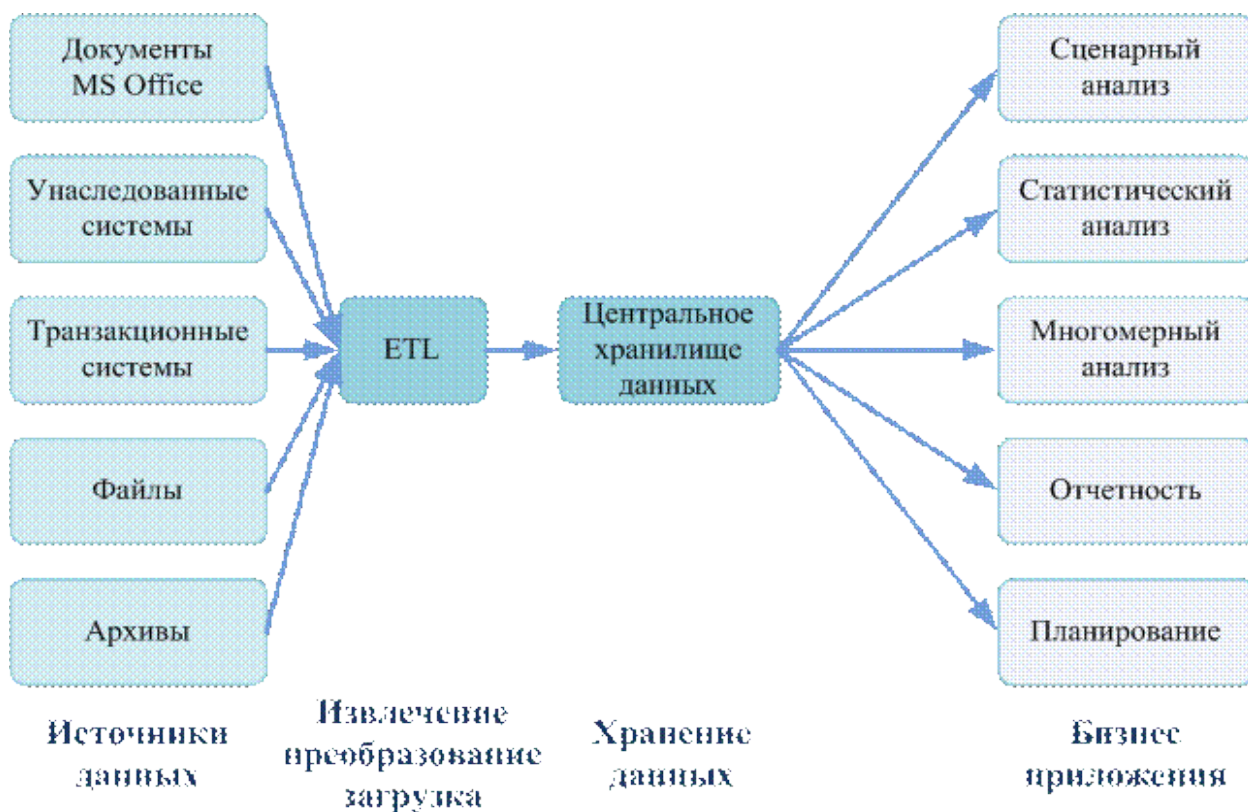 Документы
MS Office
Унаследованные
системы
Транзакционные
системы
Файлы
Архивы
ETL
Центральное
хранилище
данных
Сценарный
анализ
Статистический
анализ
Многомерный
анализ
Отчетность
Планирование
Источники
данных
Извлечение
преобразование
загрузка
Хранение
данных
Бизнес
приложения